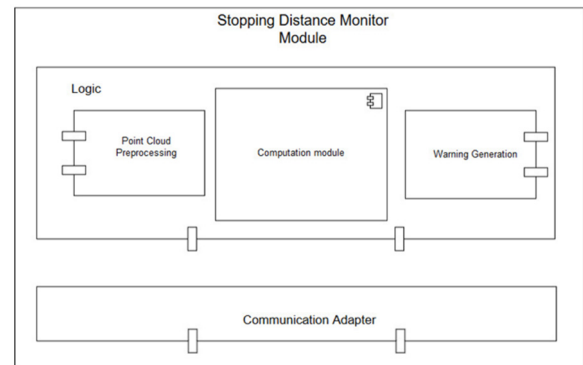 Stopping Distance Monitor
Module
Logic
Point Cloud
Preprocessing
Computation module
Warning Generation
Communication Adapter